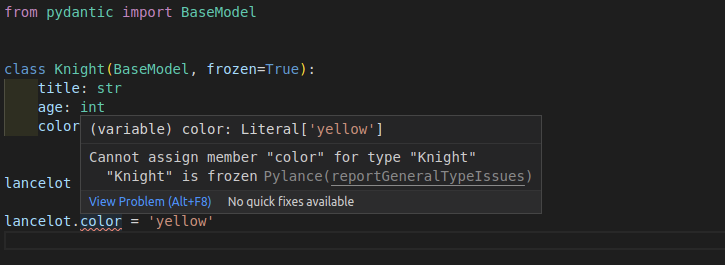 from pydantic import BaseModel
class Knight(BaseModel, frozen=True):
title: str
age: int
color
(variable) color: Literal['yellow']
Cannot assign member "color" for type "Knight"
"Knight" is frozen Pylance(reportGeneralTypeIssues)
View Problem (Alt+F8) No quick fixes available
lancelot
lancelot.color = 'yellow'